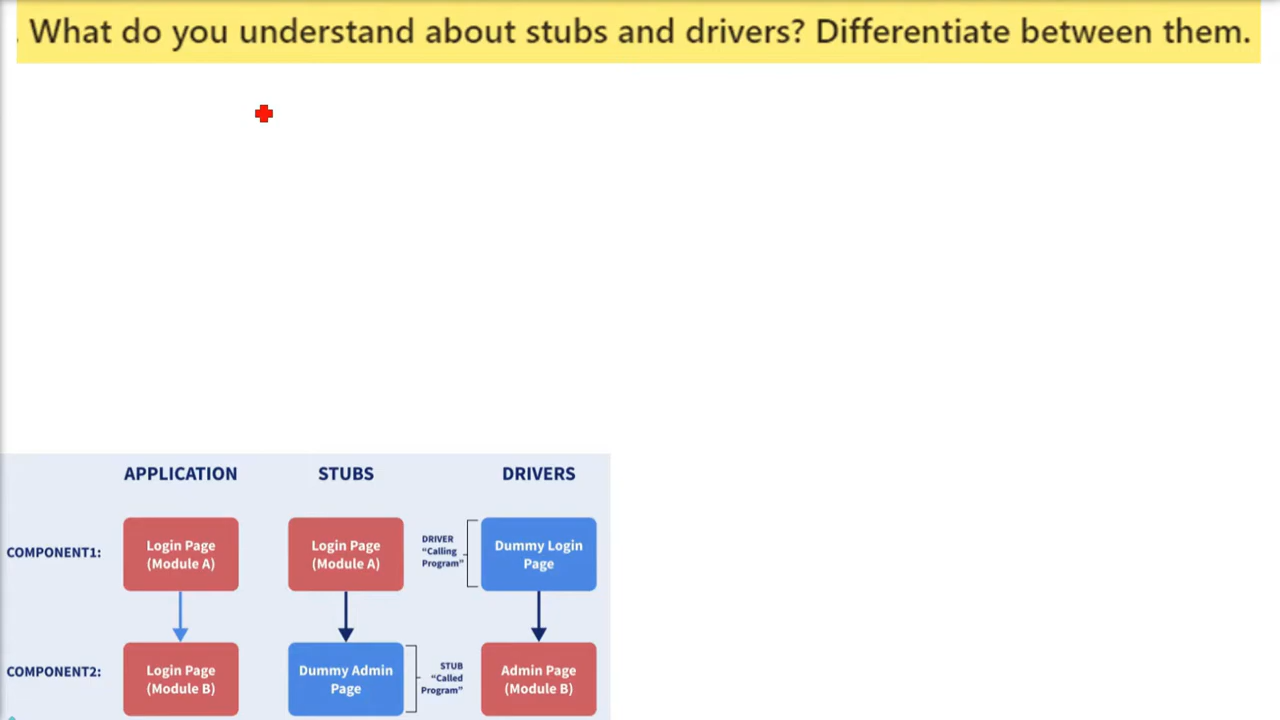 . What do you understand about stubs and drivers? Differentiate between them.
APPLICATION STUBS DRIVERS
COMPONENT1:
Login Page
(Module A)
Login Page
(Module A)
DRIVER
“Calling
Program”
Dummy Login
Page
COMPONENT2:
Login Page
(Module B)
Dummy Admin
Page
STUB
“Called
Program”
Admin Page
(Module B)